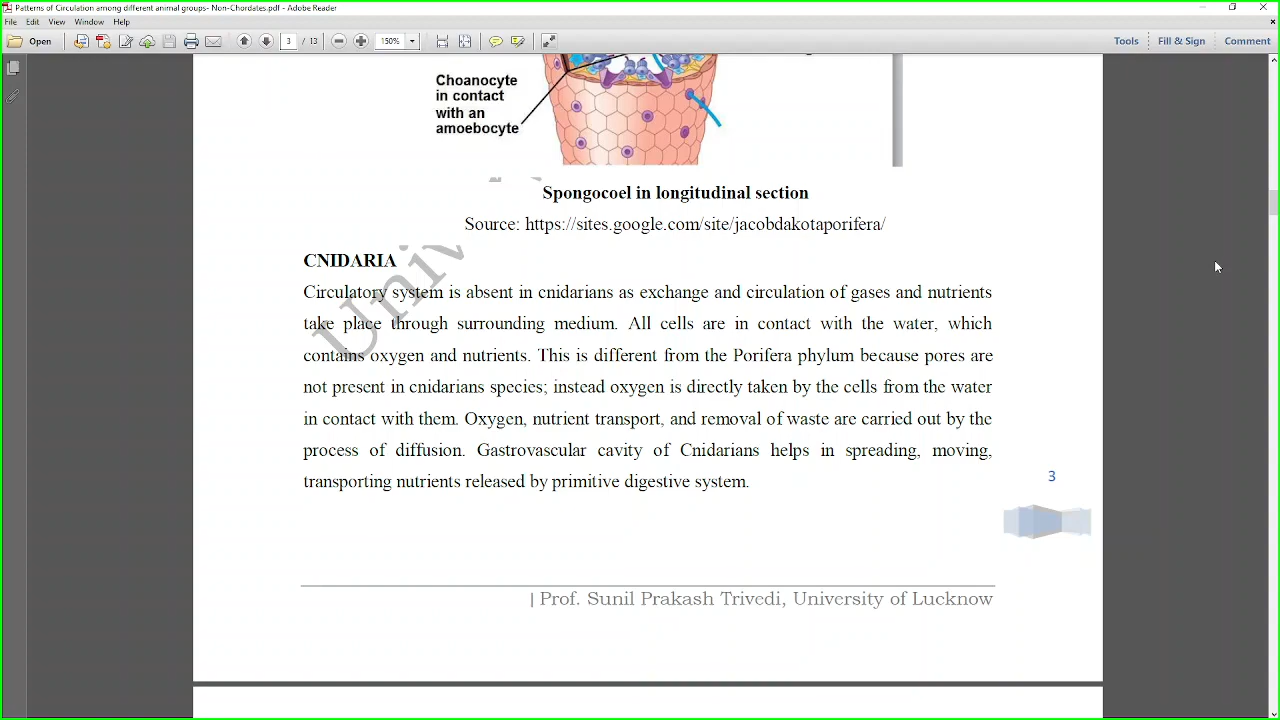 Patterns of Circulation among different animal groups- Non-Chordates.pdf - Adobe Reader
File Edit View Window Help
Open 3 / 13 150% Tools Fill & Sign Comment
Choanocyte
in contact
with an
amoebocyte
Spongocoel in longitudinal section
Source: https://sites.google.com/site/jacobdakotaporifera/
CNIDARIA
Circulatory system is absent in cnidarians as exchange and circulation of gases and nutrients
take place through surrounding medium. All cells are in contact with the water, which
contains oxygen and nutrients. This is different from the Porifera phylum because pores are
not present in cnidarians species; instead oxygen is directly taken by the cells from the water
in contact with them. Oxygen, nutrient transport, and removal of waste are carried out by the
process of diffusion. Gastrovascular cavity of Cnidarians helps in spreading, moving,
transporting nutrients released by primitive digestive system.
3
| Prof. Sunil Prakash Trivedi, University of Lucknow